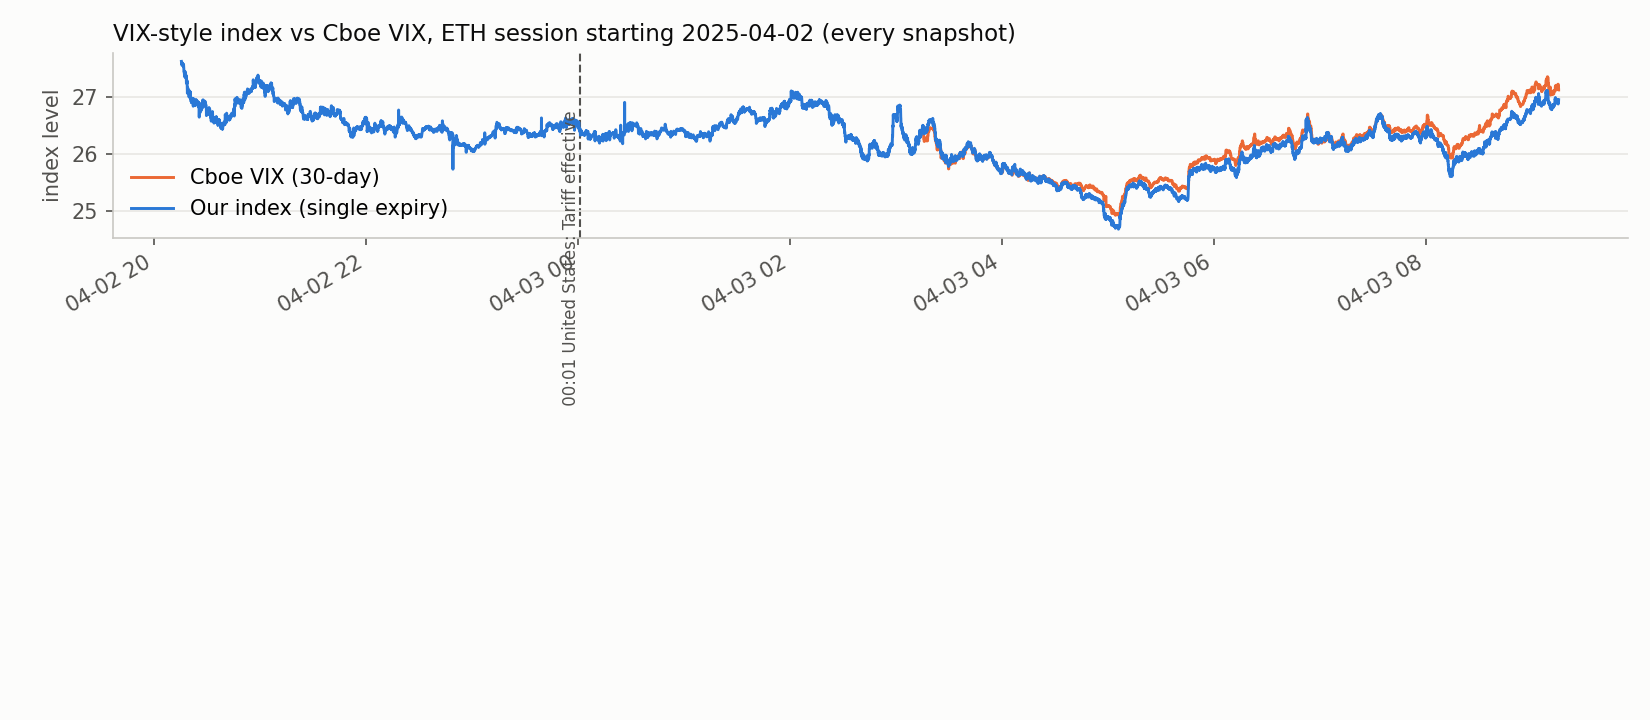 VIX-style index vs Cboe VIX, ETH session starting 2025-04-02 (every snapshot)
index level
27
26
25
Cboe VIX (30-day)
Our index (single expiry)
00:01 United States: Tariff effective
04-02 20
04-02 22
04-03 00
04-03 02
04-03 04
04-03 06
04-03 08